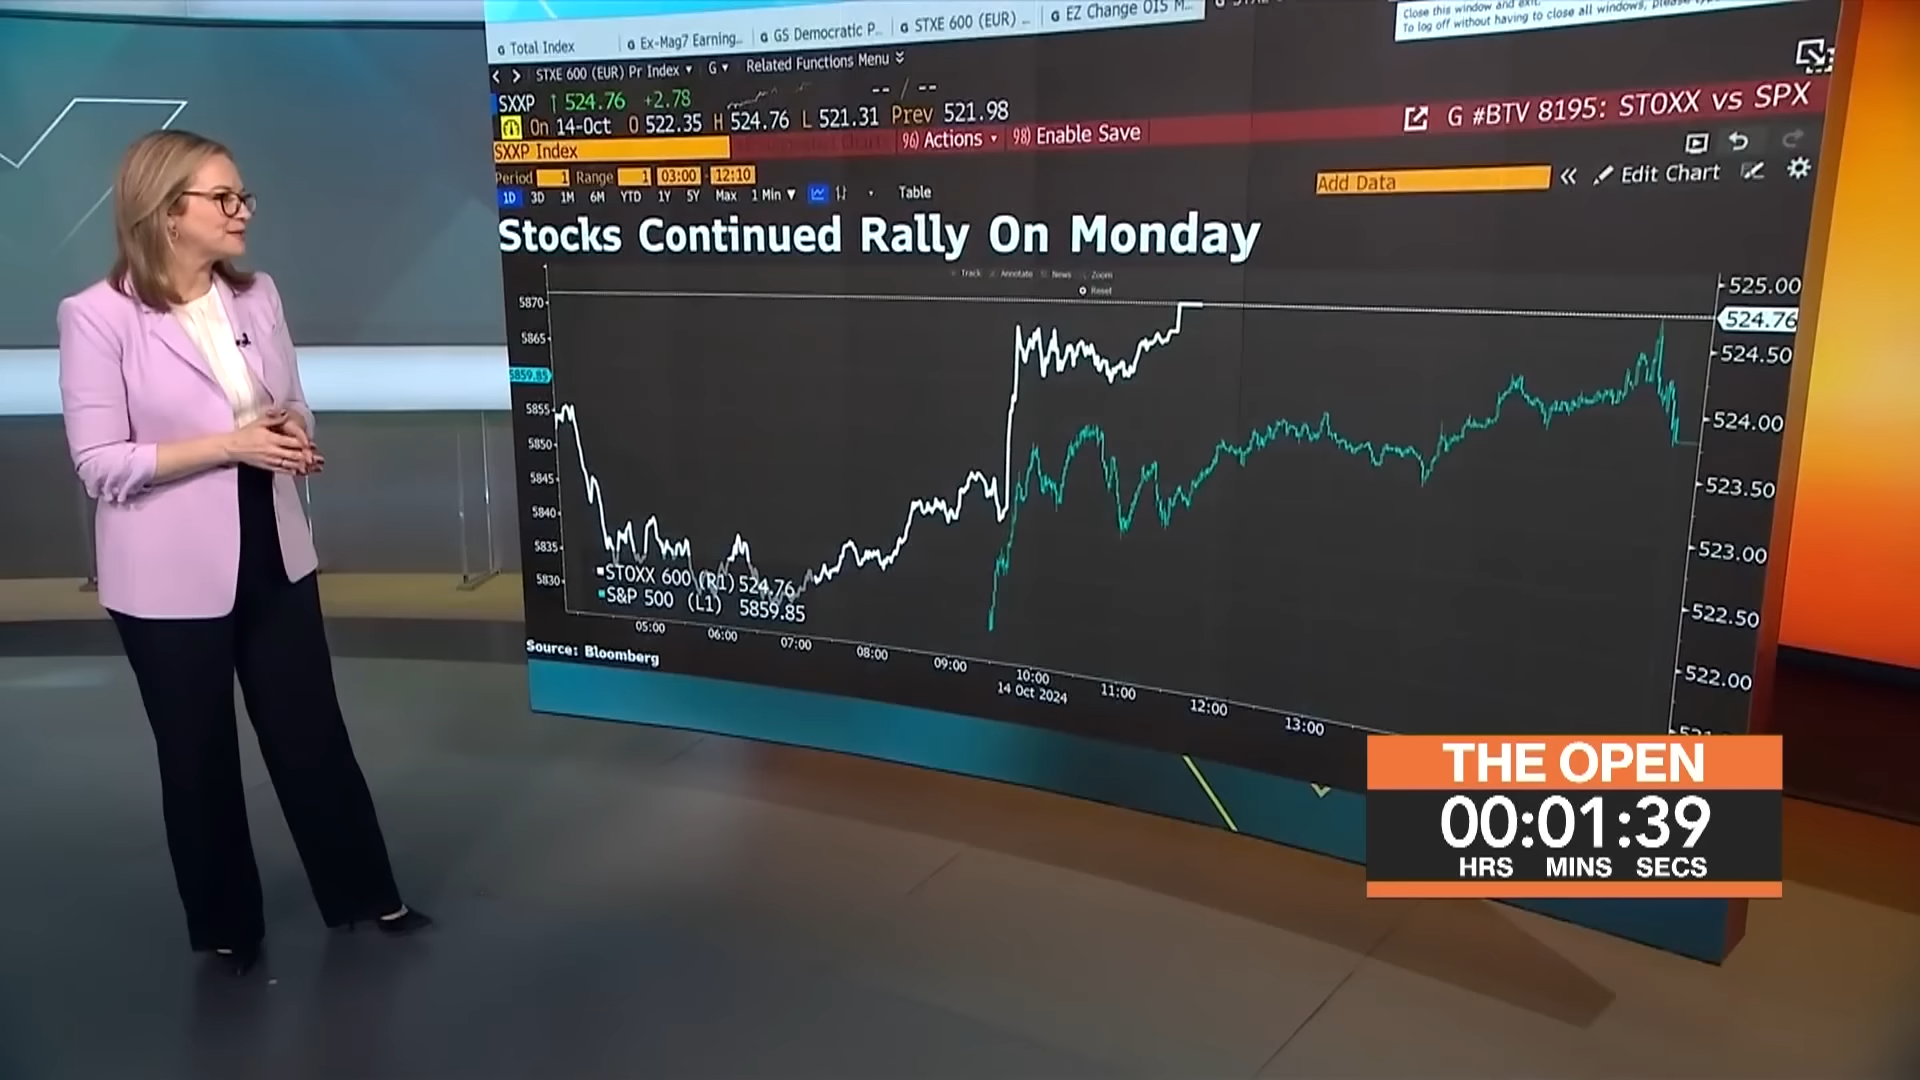 G Total Index
G Ex-Mag7 Earning...
G GS Democratic P...
G STXE 600 (EUR) ...
G EZ Change OIS M...
Close this window and exit.
To log off without having to close all windows, please
< > STXE 600 (EUR) Pr Index ▾ G ▾ Related Functions Menu
SXXP ↑ 524.76 +2.78 -- / --
On 14-Oct O 522.35 H 524.76 L 521.31 Prev 521.98
SXXP Index
96) Actions ▾ 98) Enable Save
G #BTV 8195: STOXX vs SPX
Period 1 Range 1 03:00 - 12:10
1D 3D 1M 6M YTD 1Y 5Y Max 1 Min ▼ Table
Add Data « Edit Chart
Stocks Continued Rally On Monday
Track Annotate News Zoom
Reset
5870
5865
5859.85
5855
5850
5845
5840
5835
5830
525.00
524.76
524.50
524.00
523.50
523.00
522.50
522.00
STOXX 600 (R1) 524.76
S&P 500 (L1) 5859.85
05:00 06:00 07:00 08:00 09:00 10:00 11:00 12:00 13:00
14 Oct 2024
Source: Bloomberg
THE OPEN
00:01:39
HRS MINS SECS